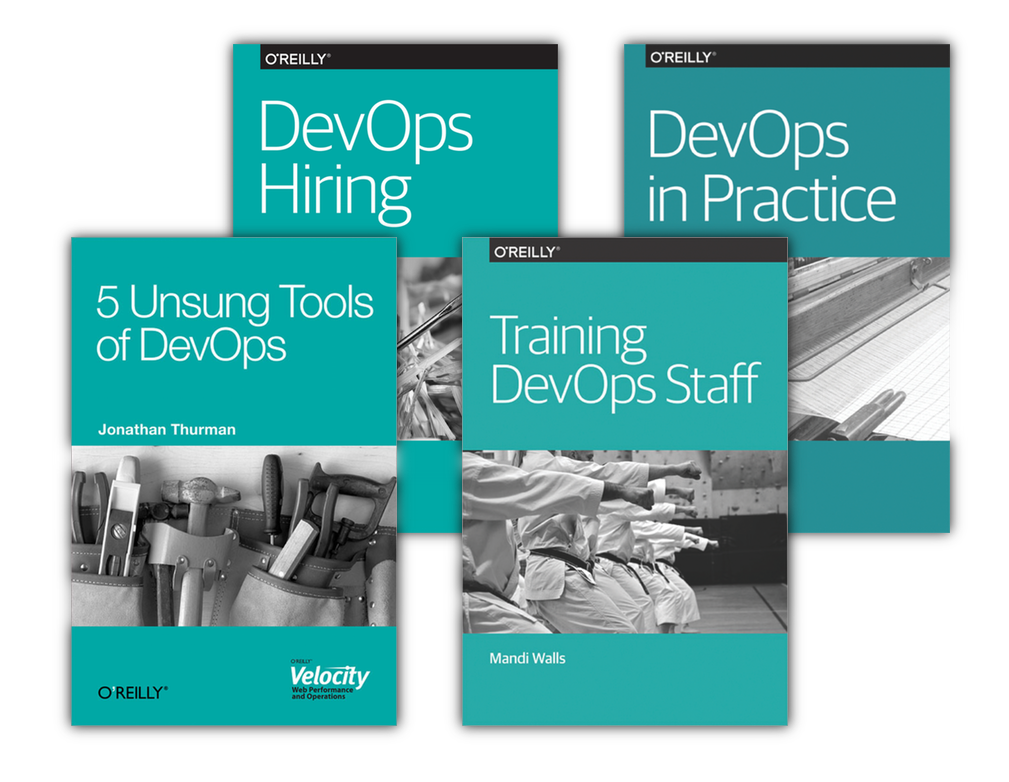 O'REILLY®
DevOps
Hiring
O'REILLY®
DevOps
in Practice
5 Unsung Tools
of DevOps
Jonathan Thurman
O'REILLY®
O'REILLY®
Velocity
Web Performance
and Operations
O'REILLY®
Training
DevOps Staff
Mandi Walls